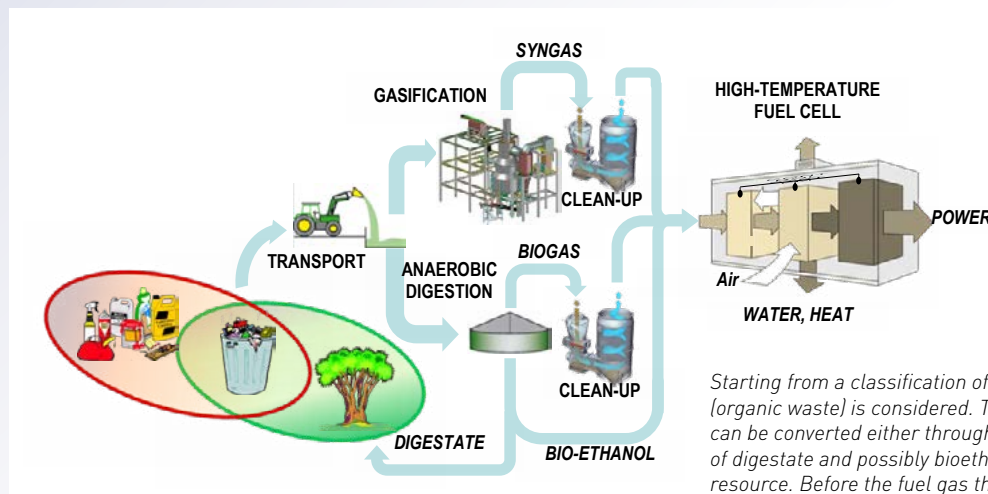 SYNGAS
GASIFICATION
HIGH-TEMPERATURE
FUEL CELL
CLEAN-UP
TRANSPORT
ANAEROBIC
DIGESTION
BIOGAS
POWER
Air
WATER, HEAT
CLEAN-UP
DIGESTATE
BIO-ETHANOL
Starting from a classification of
(organic waste) is considered. T
can be converted either through
of digestate and possibly bioeth
resource. Before the fuel gas th